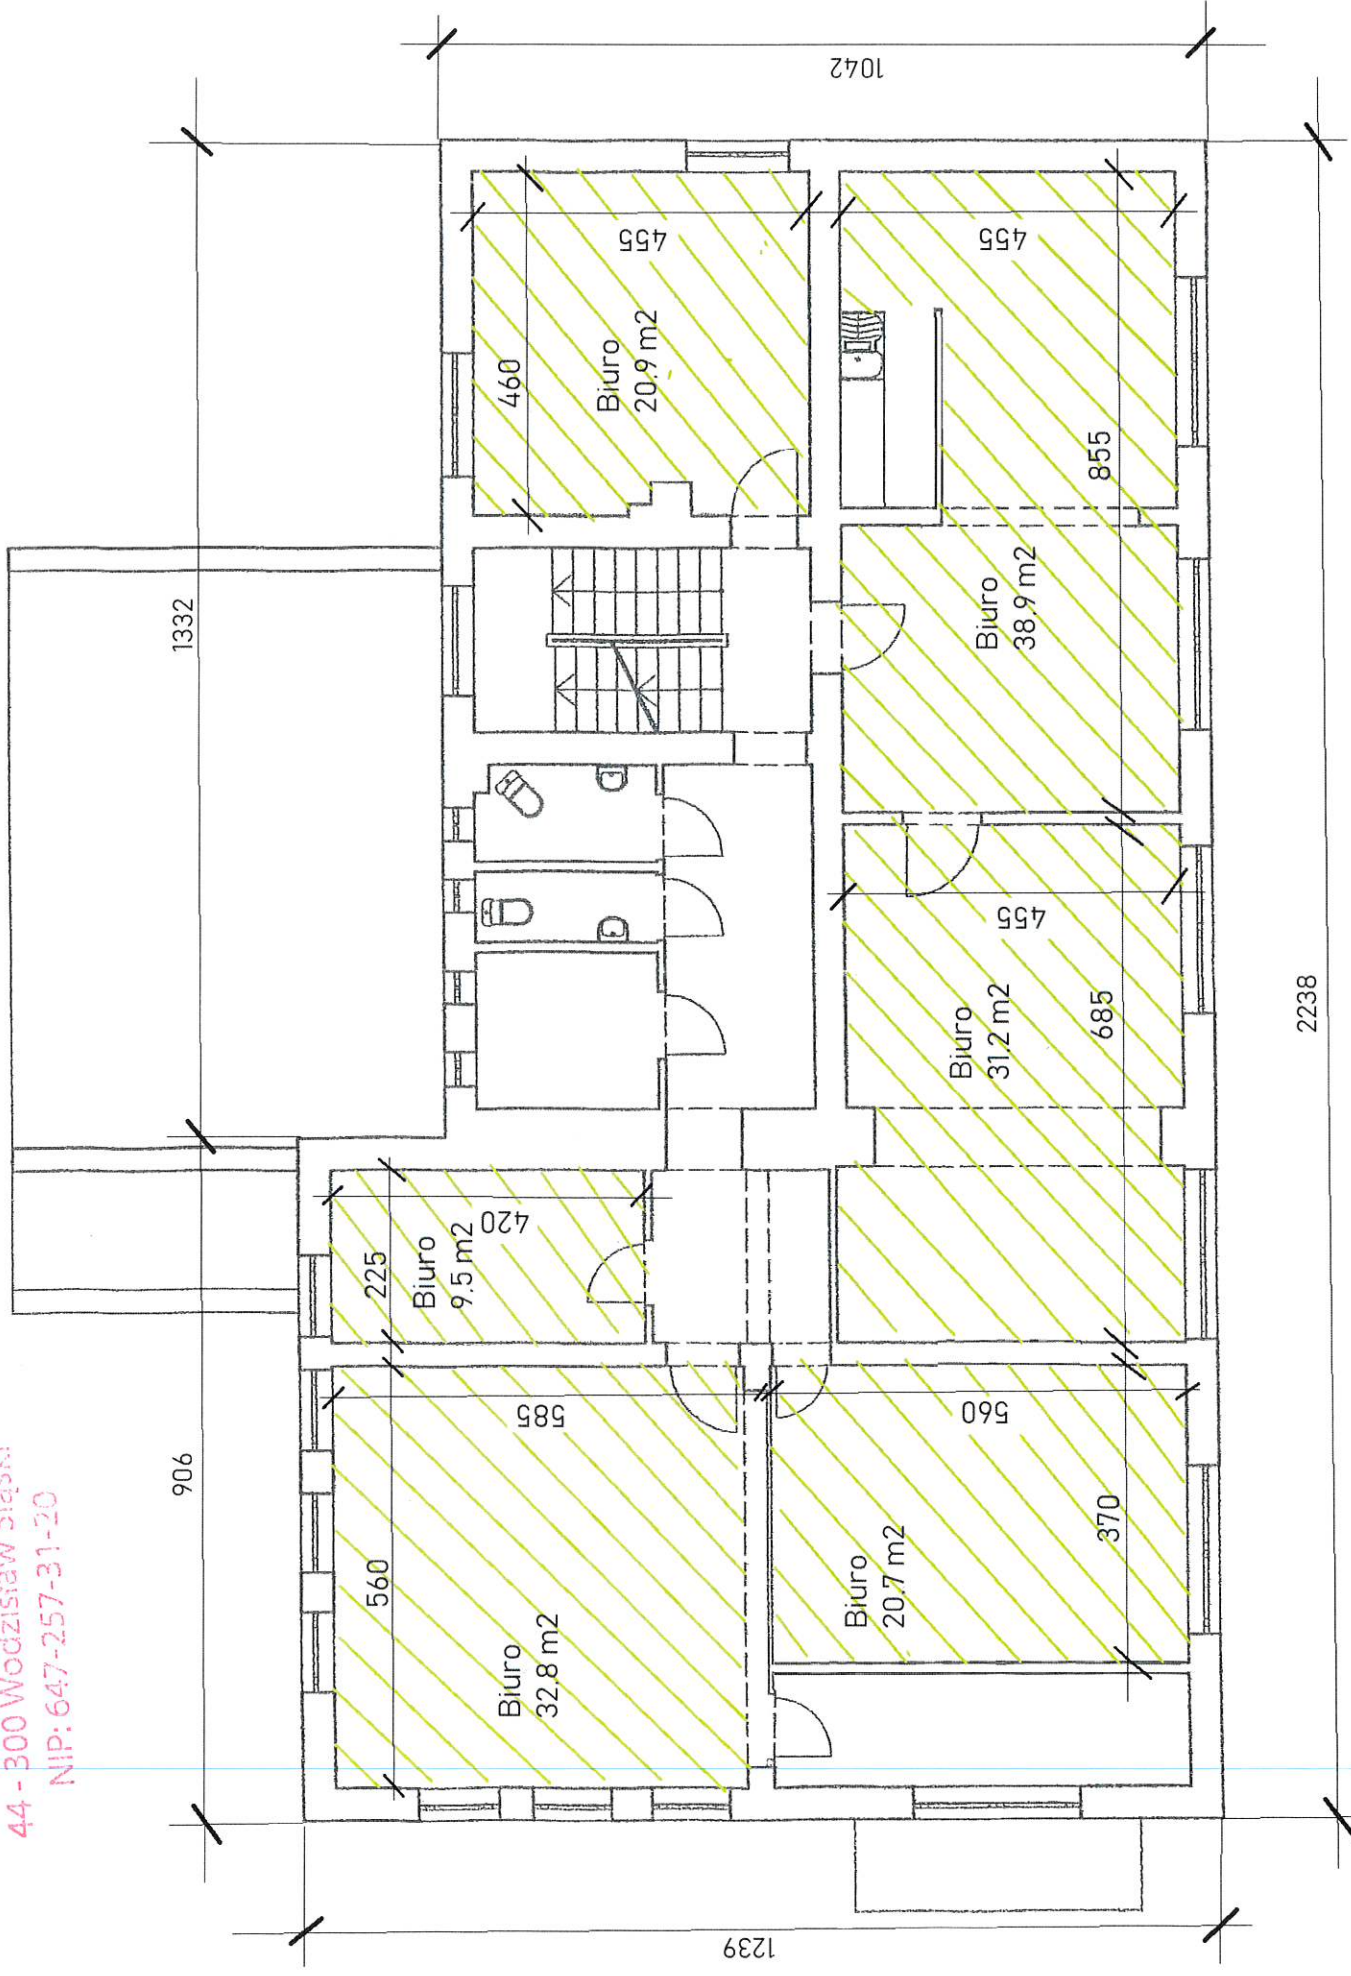 44-300 Wodzisław Śląski
NIP: 647-257-31-20
906
1332
1239
1042
2238
560
585
Biuro
32.8 m2
225
420
Biuro
9.5 m2
460
455
Biuro
20.9 m2
370
560
Biuro
20.7 m2
685
455
Biuro
31.2 m2
855
455
Biuro
38.9 m2